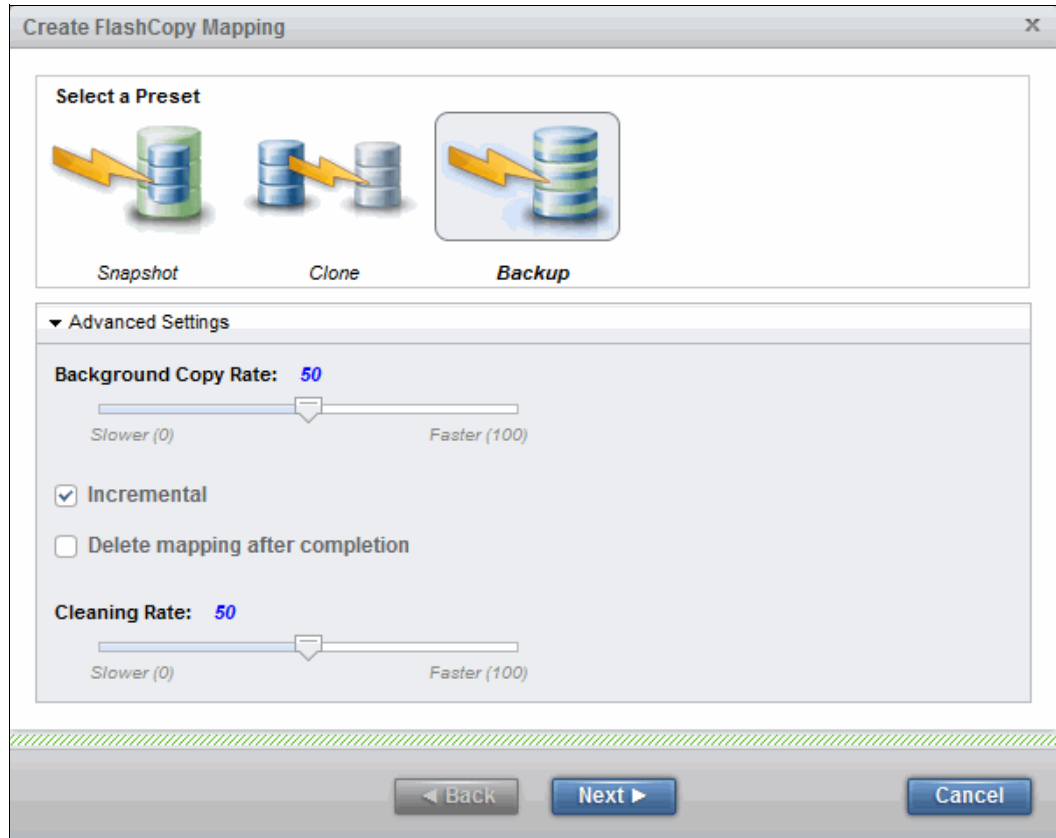 Create FlashCopy Mapping x
Select a Preset
Snapshot Clone Backup
Advanced Settings
Background Copy Rate: 50
Slower (0) Faster (100)
Incremental
Delete mapping after completion
Cleaning Rate: 50
Slower (0) Faster (100)
Back Next Cancel